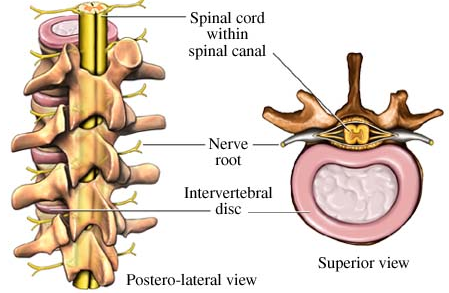 Spinal cord
within
spinal canal
Nerve
root
Intervertebral
disc
Postero-lateral view
Superior view